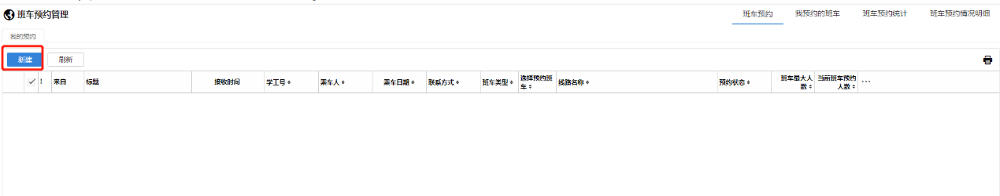 班车预约管理
班车预约 我预约的班车 班车预约统计 班车预约情况明细
我的预约
新建 刷新
! 来自 标题 接收时间 学工号 乘车人 乘车日期 联系方式 班车类型 选择预约班车 线路名称 预约状态 班车最大人数 当前班车预约人数 ···